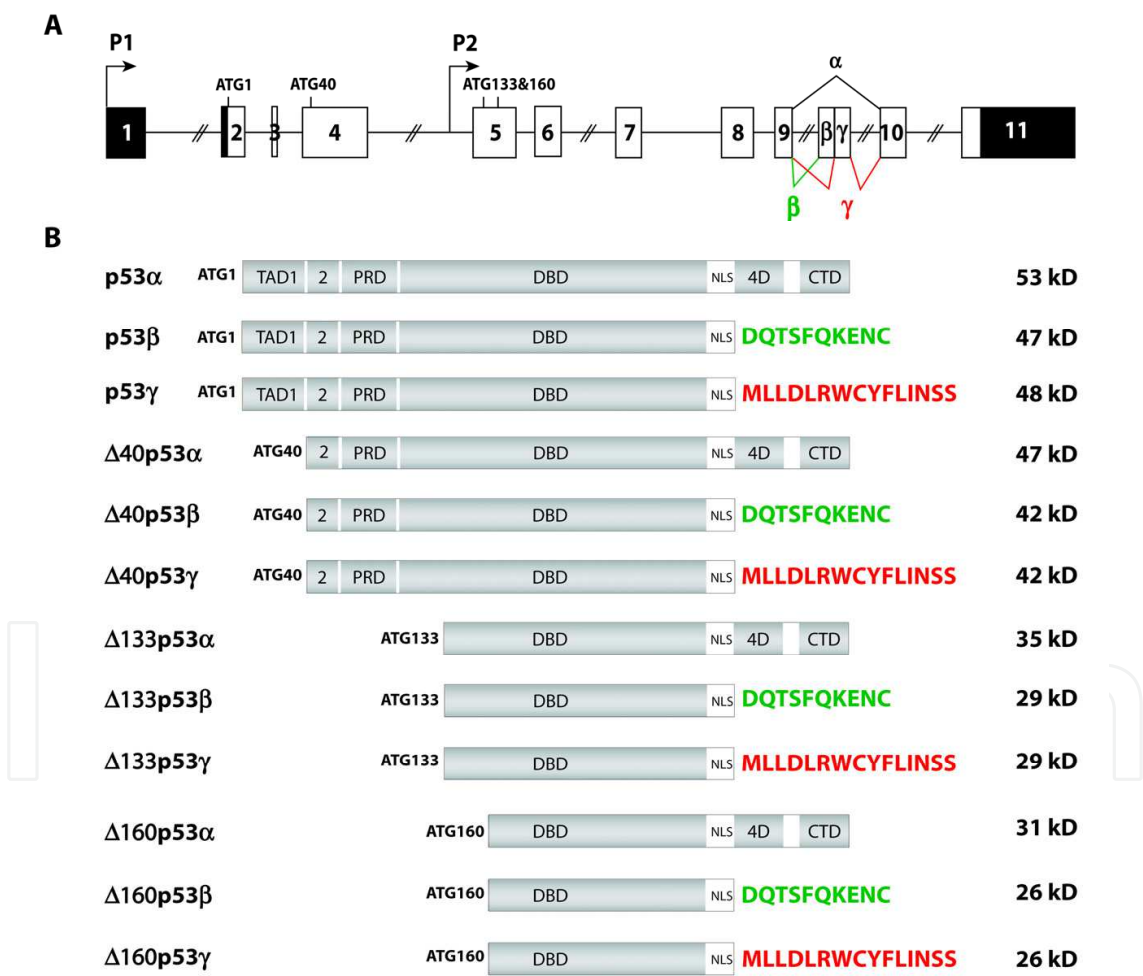 A
P1 P2 α
ATG1 ATG40 ATG133&160
1 // 2 3 4 // 5 6 // 7 8 9 // β γ // 10 // 11
β γ
B
p53α ATG1 TAD1 2 PRD DBD NLS 4D CTD 53 kD
p53β ATG1 TAD1 2 PRD DBD NLS DQTSFQKENC 47 kD
p53γ ATG1 TAD1 2 PRD DBD NLS MLLDLRWCYFLINSS 48 kD
Δ40p53α ATG40 2 PRD DBD NLS 4D CTD 47 kD
Δ40p53β ATG40 2 PRD DBD NLS DQTSFQKENC 42 kD
Δ40p53γ ATG40 2 PRD DBD NLS MLLDLRWCYFLINSS 42 kD
Δ133p53α ATG133 DBD NLS 4D CTD 35 kD
Δ133p53β ATG133 DBD NLS DQTSFQKENC 29 kD
Δ133p53γ ATG133 DBD NLS MLLDLRWCYFLINSS 29 kD
Δ160p53α ATG160 DBD NLS 4D CTD 31 kD
Δ160p53β ATG160 DBD NLS DQTSFQKENC 26 kD
Δ160p53γ ATG160 DBD NLS MLLDLRWCYFLINSS 26 kD